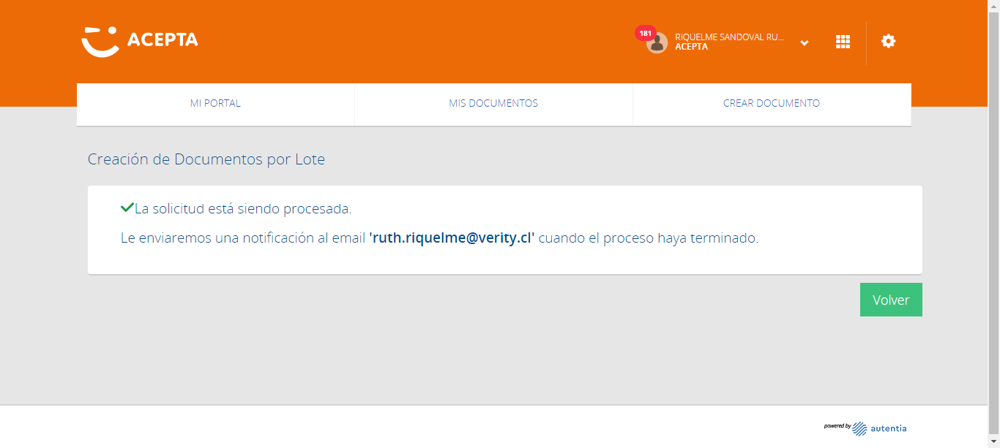 ACEPTA
181
RIQUELME SANDOVAL RU...
ACEPTA
MI PORTAL
MIS DOCUMENTOS
CREAR DOCUMENTO
Creación de Documentos por Lote
La solicitud está siendo procesada.
Le enviaremos una notificación al email 'ruth.riquelme@verity.cl' cuando el proceso haya terminado.
Volver
powered by autentia